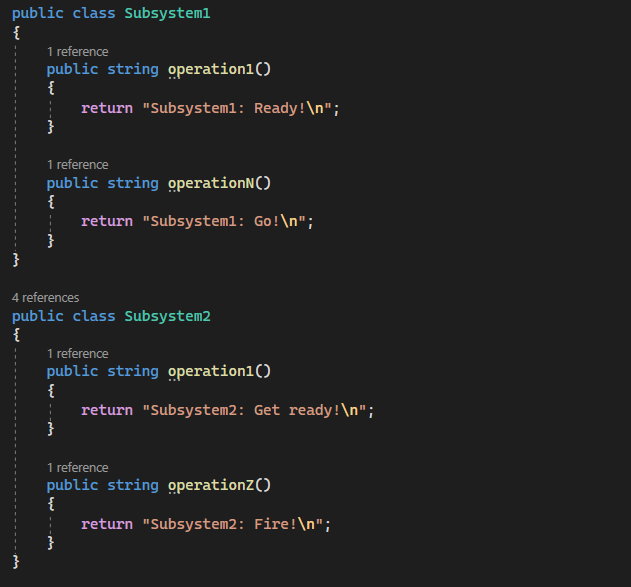 public class Subsystem1
{
1 reference
public string operation1()
{
return "Subsystem1: Ready!\n";
}
1 reference
public string operationN()
{
return "Subsystem1: Go!\n";
}
}
4 references
public class Subsystem2
{
1 reference
public string operation1()
{
return "Subsystem2: Get ready!\n";
}
1 reference
public string operationZ()
{
return "Subsystem2: Fire!\n";
}
}